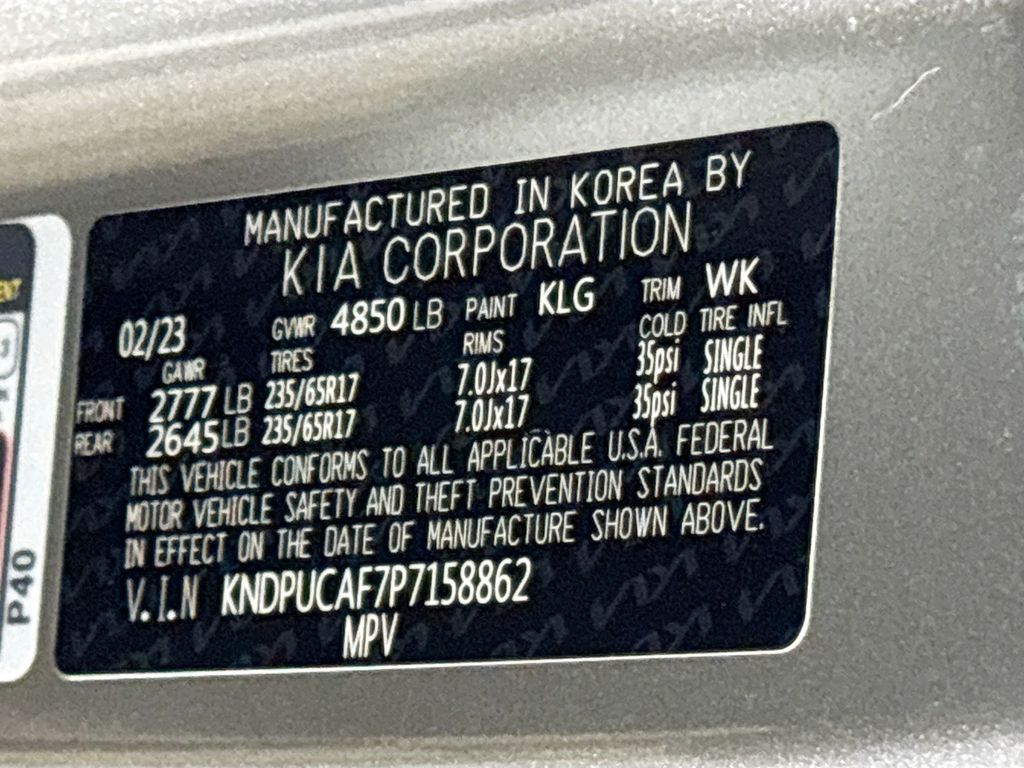 MANUFACTURED IN KOREA BY
KIA CORPORATION
02/23 GVWR 4850 LB PAINT KLG TRIM WK
GAWR TIRES RIMS COLD TIRE INFL
FRONT 2777 LB 235/65R17 7.0Jx17 35psi SINGLE
REAR 2645LB 235/65R17 7.0Jx17 35psi SINGLE
THIS VEHICLE CONFORMS TO ALL APPLICABLE U.S.A. FEDERAL
MOTOR VEHICLE SAFETY AND THEFT PREVENTION STANDARDS
IN EFFECT ON THE DATE OF MANUFACTURE SHOWN ABOVE.
V.I.N KNDPUCAF7P7158862
MPV
P40